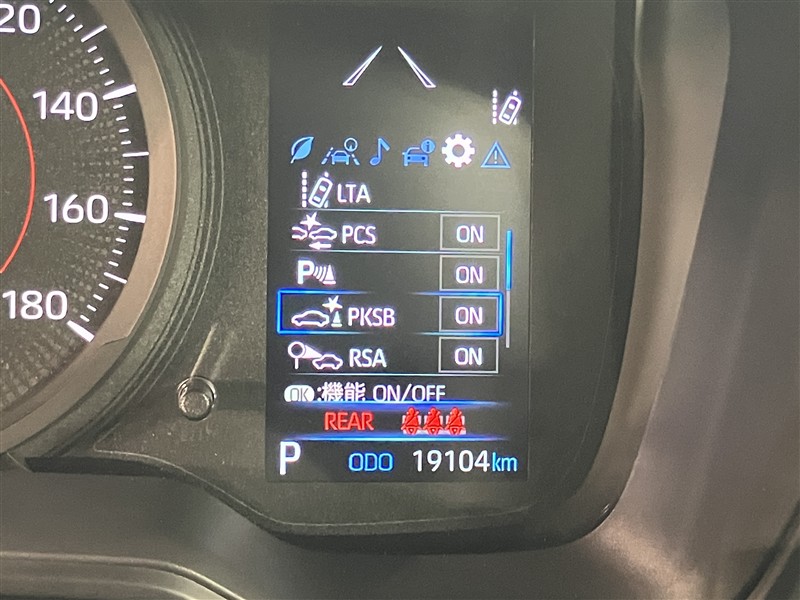 20
140
160
180
LTA
PCS ON
P ON
PKSB ON
RSA ON
OK :機能 ON/OFF
REAR
P ODO 19104km